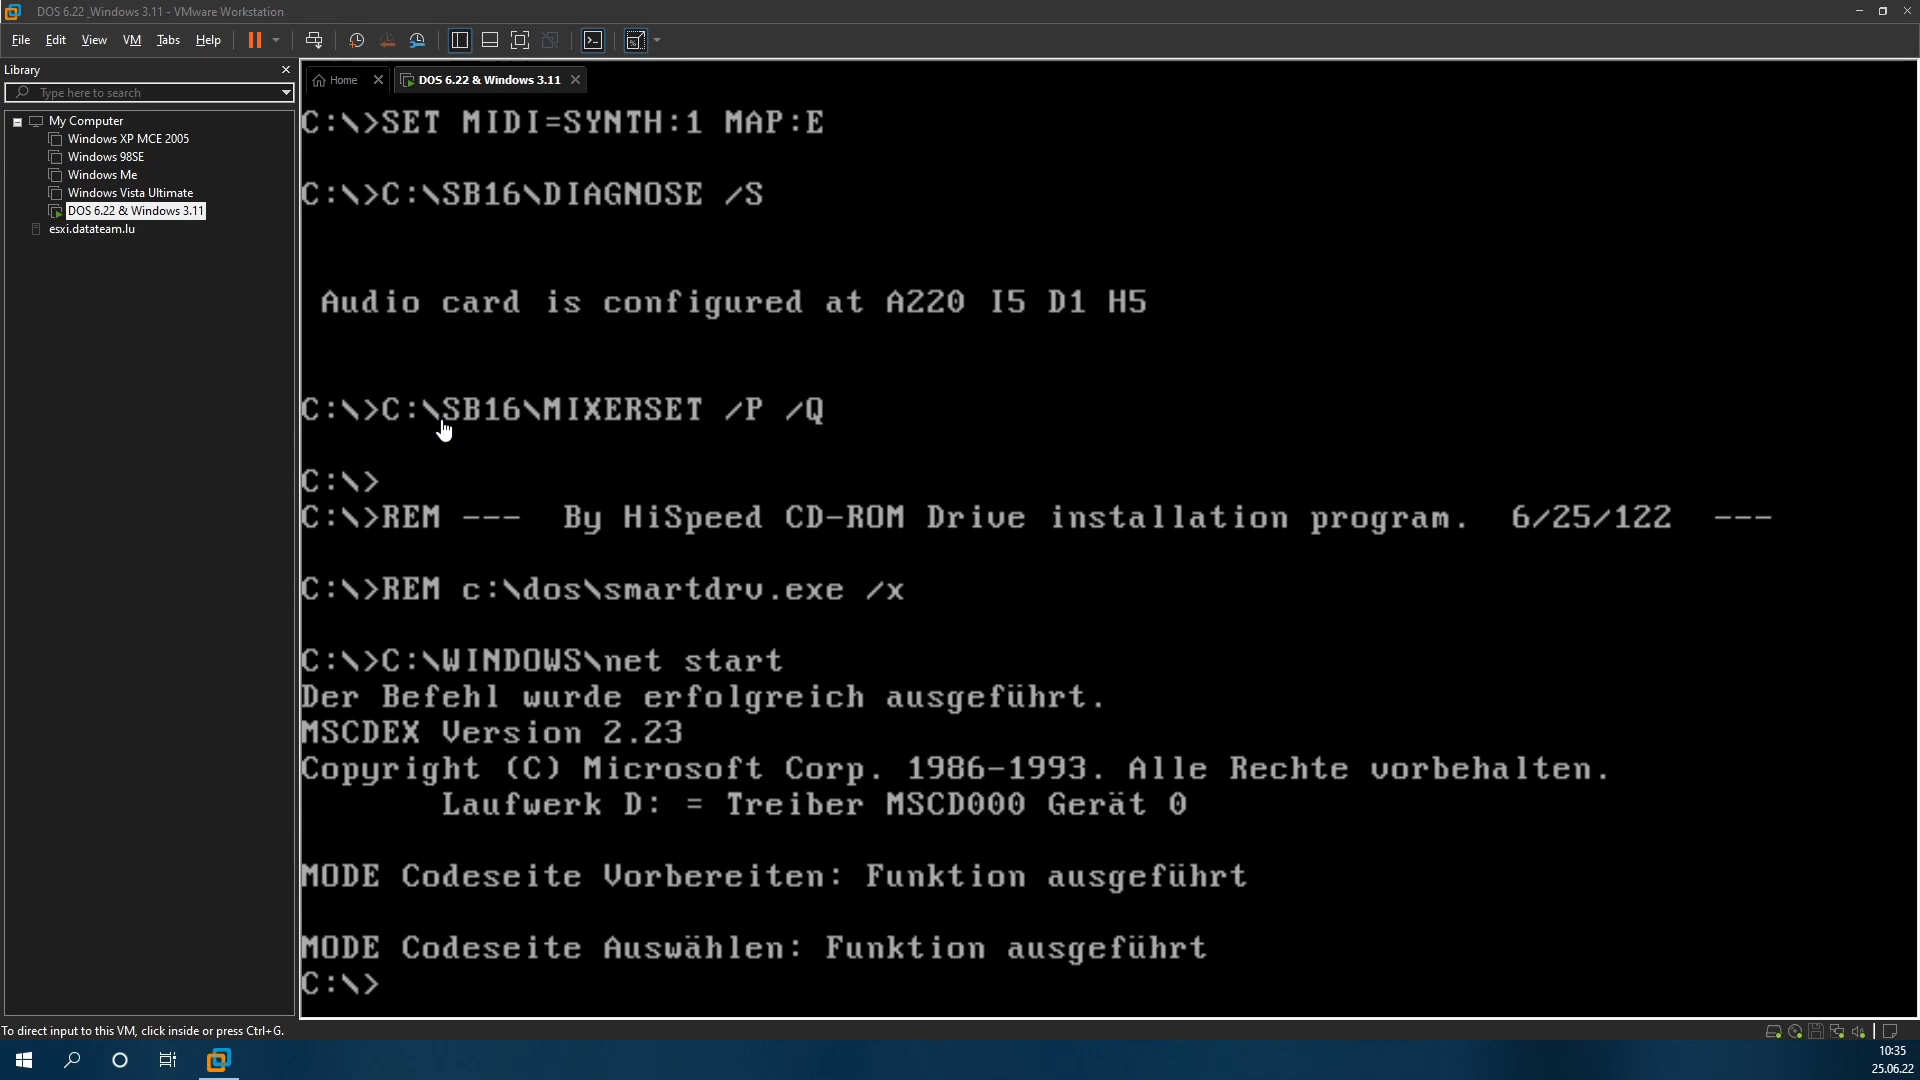 DOS 6.22_Windows 3.11 - VMware Workstation
File Edit View VM Tabs Help
Library
Type here to search
My Computer
Windows XP MCE 2005
Windows 98SE
Windows Me
Windows Vista Ultimate
DOS 6.22 & Windows 3.11
esxi.datateam.lu
Home
DOS 6.22 & Windows 3.11
C:\>SET MIDI=SYNTH:1 MAP:E
C:\>C:\SB16\DIAGNOSE /S
Audio card is configured at A220 I5 D1 H5
C:\>C:\SB16\MIXERSET /P /Q
C:\>
C:\>REM --- By HiSpeed CD-ROM Drive installation program. 6/25/122 ---
C:\>REM c:\dos\smartdrv.exe /x
C:\>C:\WINDOWS\net start
Der Befehl wurde erfolgreich ausgeführt.
MSCDEX Version 2.23
Copyright (C) Microsoft Corp. 1986-1993. Alle Rechte vorbehalten.
Laufwerk D: = Treiber MSCD000 Gerät 0
MODE Codeseite Vorbereiten: Funktion ausgeführt
MODE Codeseite Auswählen: Funktion ausgeführt
C:\>
To direct input to this VM, click inside or press Ctrl+G.
10:35
25.06.22